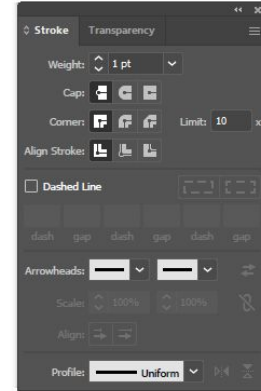 Stroke Transparency
Weight: 1 pt
Cap:
Corner: Limit: 10 x
Align Stroke:
Dashed Line
dash gap dash gap dash gap
Arrowheads:
Scale: 100% 100%
Align:
Profile: Uniform